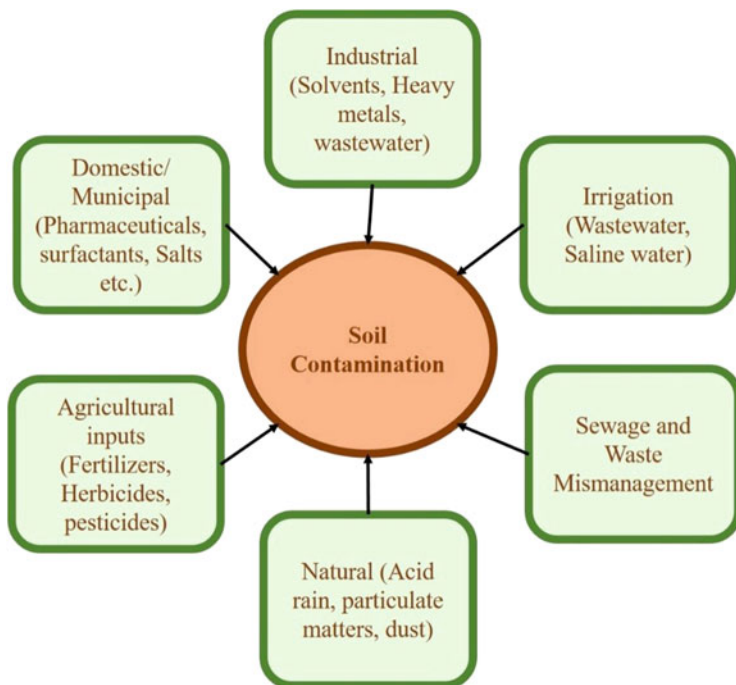 Industrial
(Solvents, Heavy
metals,
wastewater)
Domestic/
Municipal
(Pharmaceuticals,
surfactants, Salts
etc.)
Irrigation
(Wastewater,
Saline water)
Soil
Contamination
Agricultural
inputs
(Fertilizers,
Herbicides,
pesticides)
Sewage and
Waste
Mismanagement
Natural (Acid
rain, particulate
matters, dust)